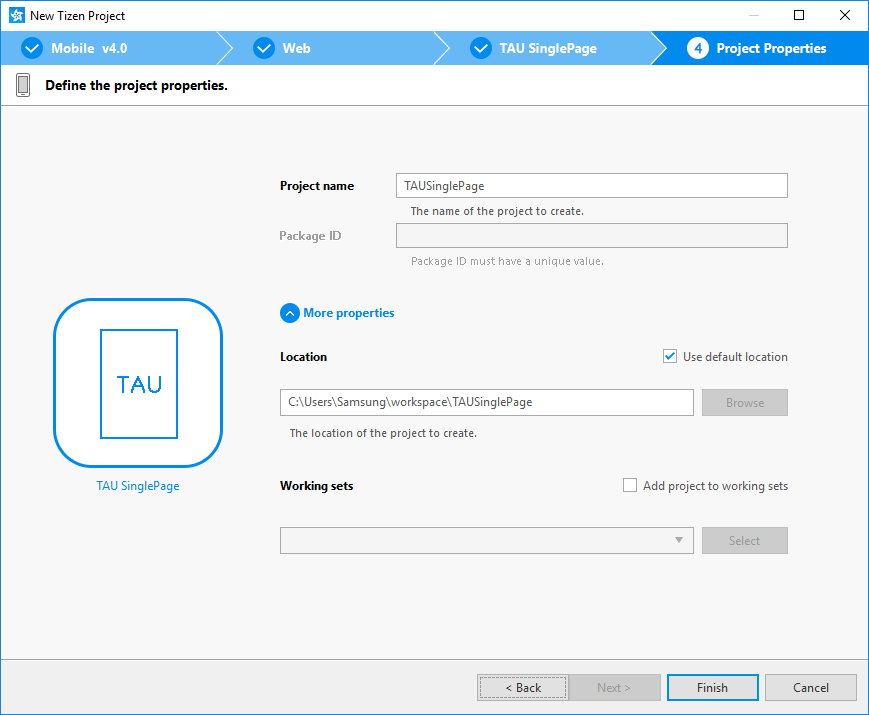 New Tizen Project
Mobile v4.0
Web
TAU SinglePage
4 Project Properties
Define the project properties.
Project name
TAUSinglePage
The name of the project to create.
Package ID
Package ID must have a unique value.
More properties
Location
Use default location
C:\Users\Samsung\workspace\TAUSinglePage
Browse
The location of the project to create.
TAU
TAU SinglePage
Working sets
Add project to working sets
Select
< Back
Next >
Finish
Cancel